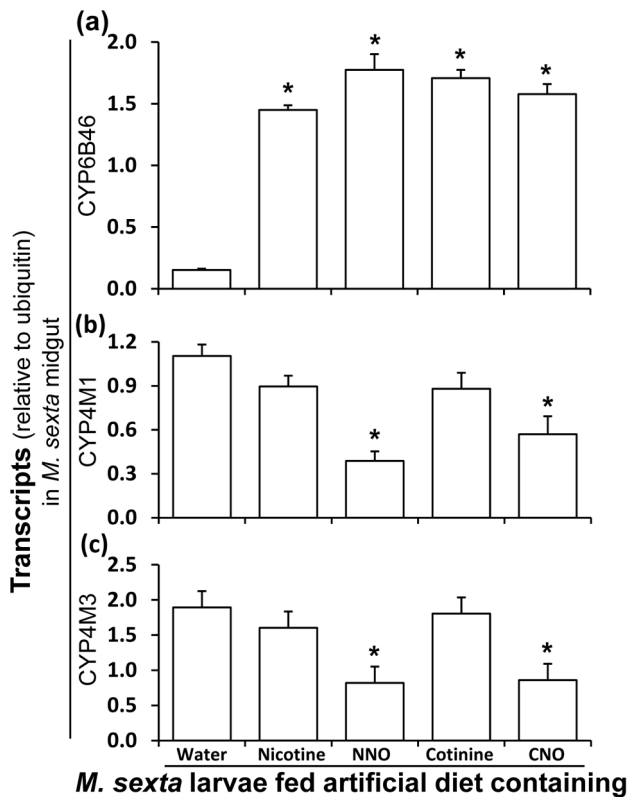 (a)
2.0
*
*
*
*
1.5
1.0
0.5
0.0
CYP6B46
(b)
1.2
0.9
0.6
*
*
0.3
0.0
CYP4M1
(c)
2.5
2.0
1.5
*
*
1.0
0.5
0.0
CYP4M3
Transcripts (relative to ubiquitin)
in M. sexta midgut
Water Nicotine NNO Cotinine CNO
M. sexta larvae fed artificial diet containing